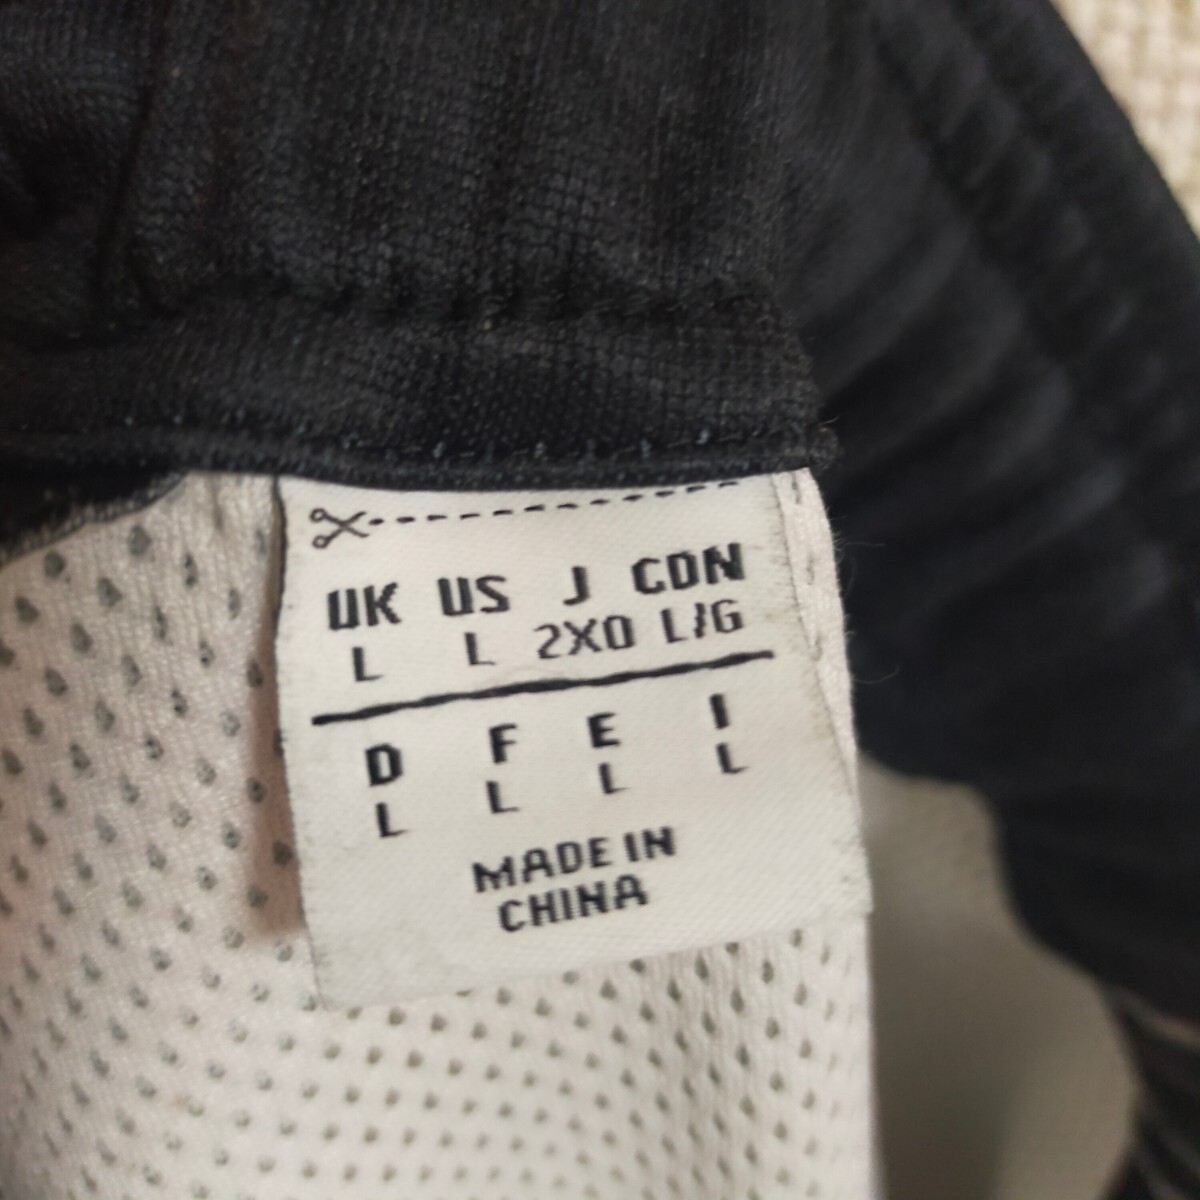 UK US J CDN
L L 2XO L/G
D F E I
L L L L
MADE IN
CHINA